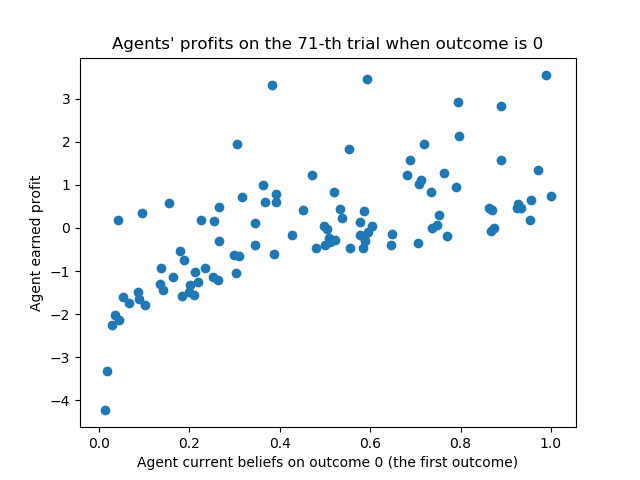 Agents' profits on the 71-th trial when outcome is 0
Agent earned profit
3
2
1
0
−1
−2
−3
−4
0.0 0.2 0.4 0.6 0.8 1.0
Agent current beliefs on outcome 0 (the first outcome)